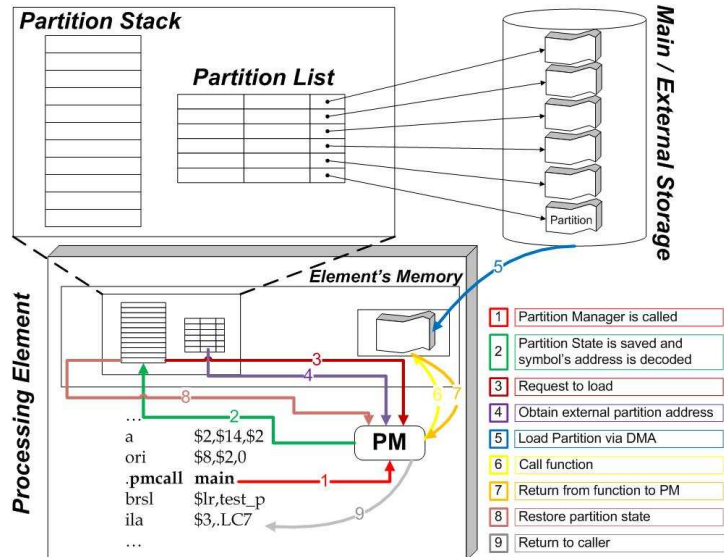 Partition Stack
Partition List
Main / External Storage
Partition
Processing Element
Element's Memory
5
3
4
8
2
6
7
PM
1
9
...
a $2,$14,$2
ori $8,$2,0
.pmcall main
brsl $lr,test_p
ila $3,.LC7
...
1 Partition Manager is called
2 Partition State is saved and
symbol's address is decoded
3 Request to load
4 Obtain external partition address
5 Load Partition via DMA
6 Call function
7 Return from function to PM
8 Restore partition state
9 Return to caller